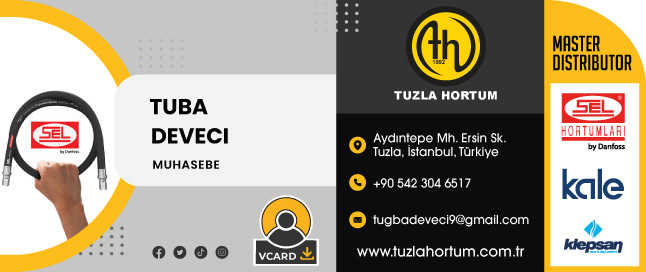 SEL
by Danfoss
TUBA
DEVECI
MUHASEBE
VCARD
th
1992
TUZLA HORTUM
Aydıntepe Mh. Ersin Sk.
Tuzla, İstanbul, Türkiye
+90 542 304 6517
tugbadeveci9@gmail.com
www.tuzlahortum.com.tr
MASTER
DISTRIBUTOR
SEL
HORTUMLARI
by Danfoss
kale
klepsan